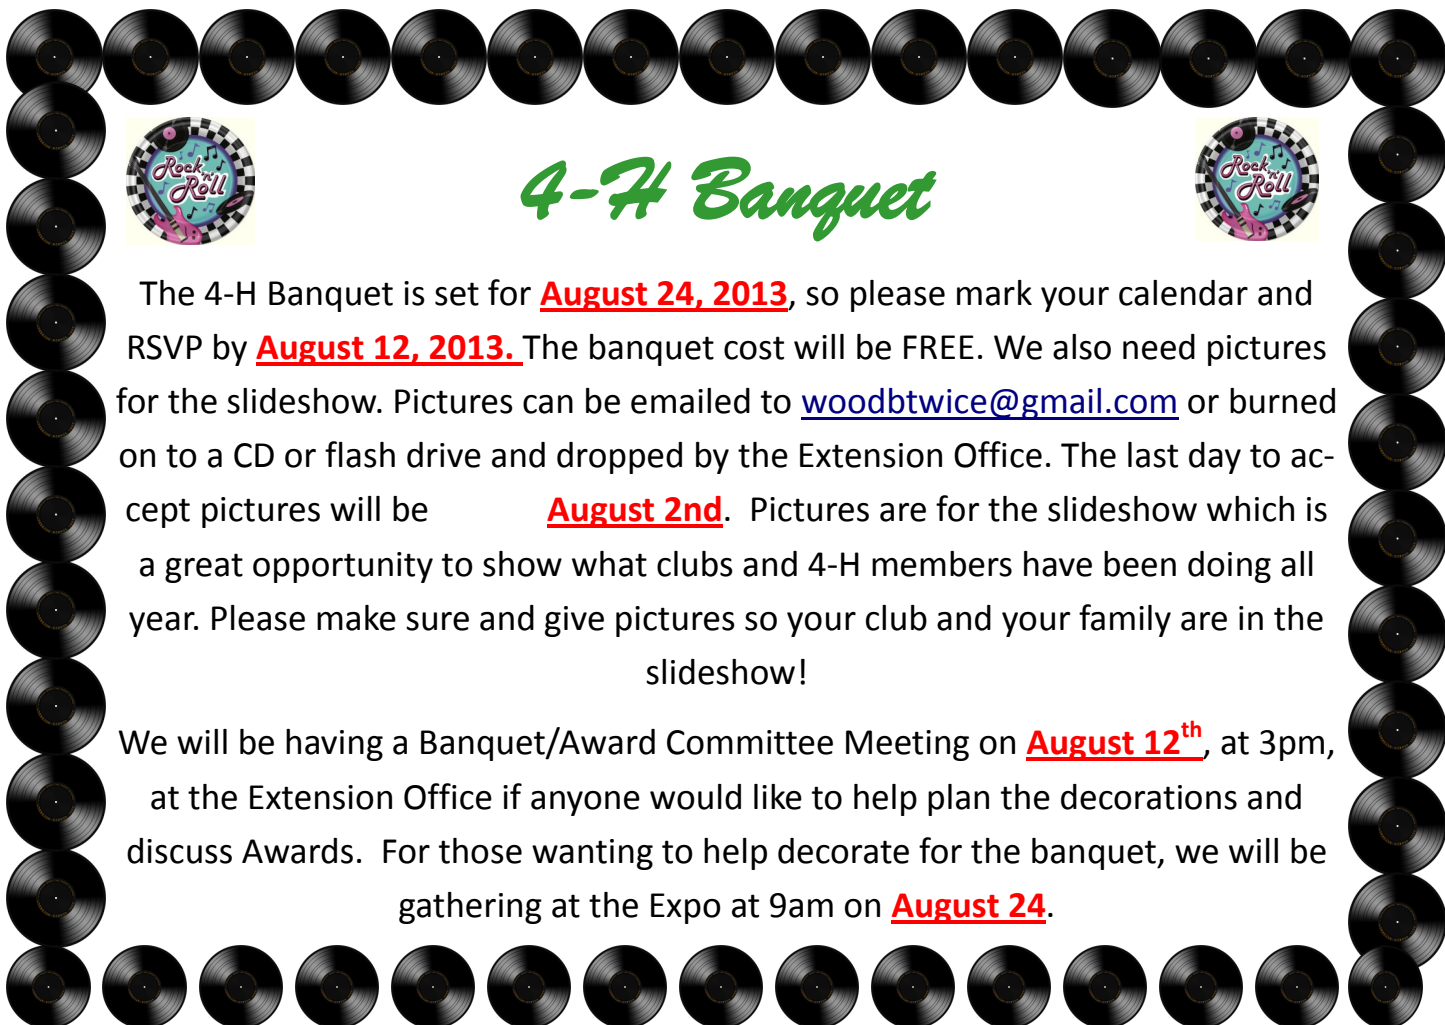 Rock 'n' Roll
4-H Banquet
Rock 'n' Roll
The 4-H Banquet is set for August 24, 2013, so please mark your calendar and
RSVP by August 12, 2013. The banquet cost will be FREE. We also need pictures
for the slideshow. Pictures can be emailed to woodbtwice@gmail.com or burned
on to a CD or flash drive and dropped by the Extension Office. The last day to ac-
cept pictures will be August 2nd. Pictures are for the slideshow which is
a great opportunity to show what clubs and 4-H members have been doing all
year. Please make sure and give pictures so your club and your family are in the
slideshow!
We will be having a Banquet/Award Committee Meeting on August 12th, at 3pm,
at the Extension Office if anyone would like to help plan the decorations and
discuss Awards. For those wanting to help decorate for the banquet, we will be
gathering at the Expo at 9am on August 24.